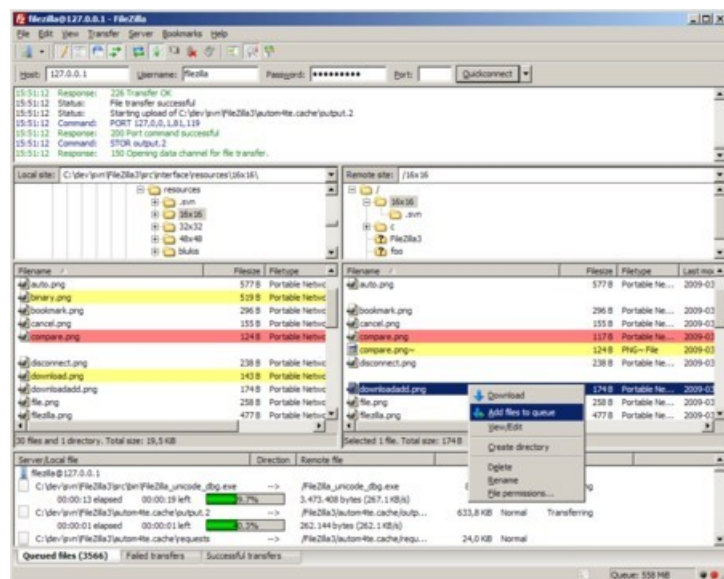 filezilla@127.0.0.1 - FileZilla
File Edit View Transfer Server Bookmarks Help
Host: 127.0.0.1 Username: filezilla Password: ●●●●●●●●● Port: Quickconnect
15:51:12 Response: 226 Transfer OK
15:51:12 Status: File transfer successful
15:51:12 Status: Starting upload of C:\dev\svn\FileZilla3\autom4te.cache\output.2
15:51:12 Command: PORT 127,0,0,1,81,119
15:51:12 Response: 200 Port command successful
15:51:12 Command: STOR output.2
15:51:12 Response: 150 Opening data channel for file transfer.
Local site: C:\dev\svn\FileZilla3\src\interface\resources\16x16\
resources
.svn
16x16
32x32
48x48
blukis
Remote site: /16x16
/
16x16
.svn
c
FileZilla3
foo
Filename Filesize Filetype
auto.png 577 B Portable Netwo
binary.png 519 B Portable Netwo
bookmark.png 296 B Portable Netwo
cancel.png 155 B Portable Netwo
compare.png 124 B Portable Netwo
disconnect.png 238 B Portable Netwo
download.png 143 B Portable Netwo
downloadadd.png 174 B Portable Netwo
file.png 258 B Portable Netwo
filezilla.png 477 B Portable Netwo
30 files and 1 directory. Total size: 19,5 KiB
Filename Filesize Filetype Last mo
auto.png 577 B Portable Ne... 2009-03
bookmark.png 296 B Portable Ne... 2009-03
cancel.png 155 B Portable Ne... 2009-03
compare.png 117 B Portable Ne... 2009-03
compare.png~ 124 B PNG~ File 2009-03
disconnect.png 238 B Portable Ne... 2009-03
downloadadd.png 174 B Portable Ne... 2009-03
file.png 258 B Portable Ne... 2009-03
filezilla.png 477 B Portable Ne... 2009-03
Selected 1 file. Total size: 174 B
Download
Add files to queue
View/Edit
Create directory
Delete
Rename
File permissions...
Server/Local file Direction Remote file
filezilla@127.0.0.1
C:\dev\svn\FileZilla3\src\bin\FileZilla_unicode_dbg.exe --> /FileZilla3/src/bin/FileZilla_unicode_dbg.exe
00:00:13 elapsed 00:00:19 left 3.473.408 bytes (267.1 KB/s)
C:\dev\svn\FileZilla3\autom4te.cache\output.2 --> /FileZilla3/autom4te.cache/outp... 633,8 KiB Normal Transferring
00:00:01 elapsed 00:00:01 left 262.144 bytes (262.1 KB/s)
C:\dev\svn\FileZilla3\autom4te.cache\requests --> /FileZilla3/autom4te.cache/requ... 24,0 KiB Normal
Queued files (3566) Failed transfers Successful transfers
Queue: 558 MiB